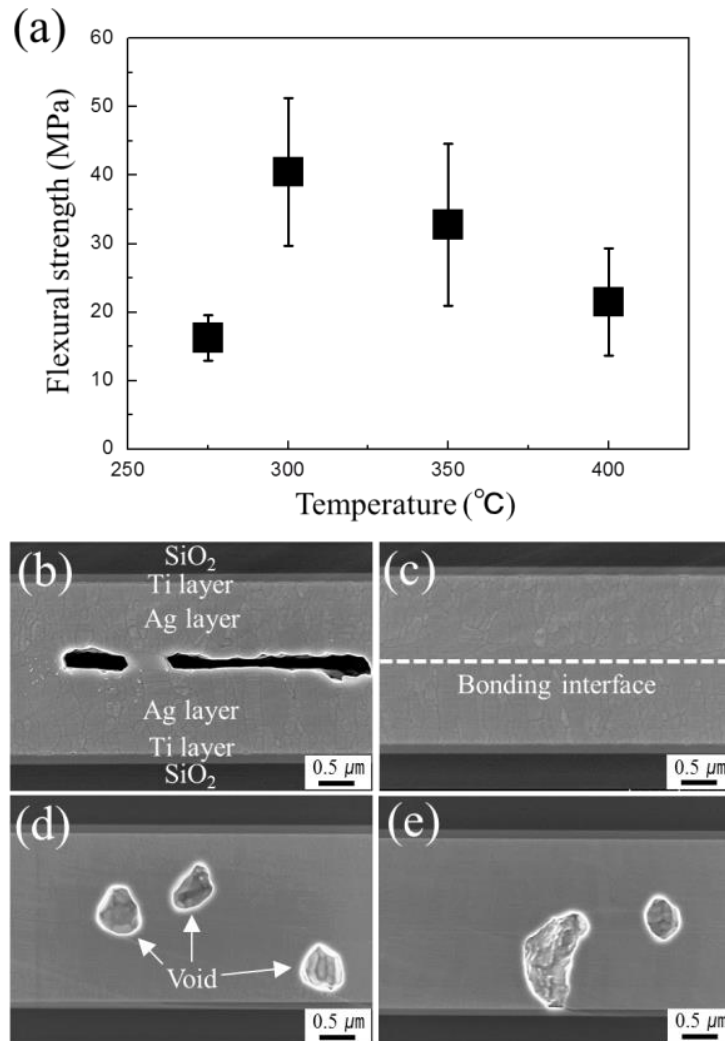 (a)
60
50
40
30
20
10
0
Flexural strength (MPa)
250 300 350 400
Temperature (°C)
(b)
SiO2
Ti layer
Ag layer
Ag layer
Ti layer
SiO2
0.5 μm
(c)
Bonding interface
0.5 μm
(d)
Void
0.5 μm
(e)
0.5 μm